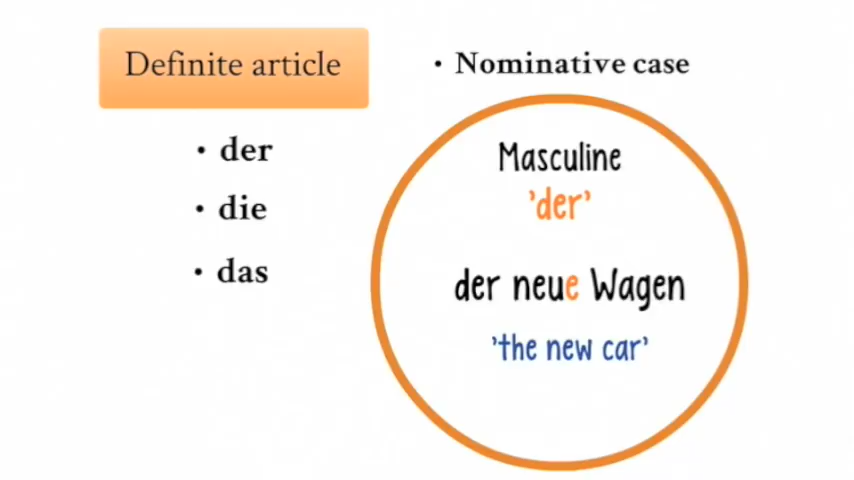 Definite article
• der
• die
• das
• Nominative case
Masculine
’der’
der neue Wagen
’the new car’